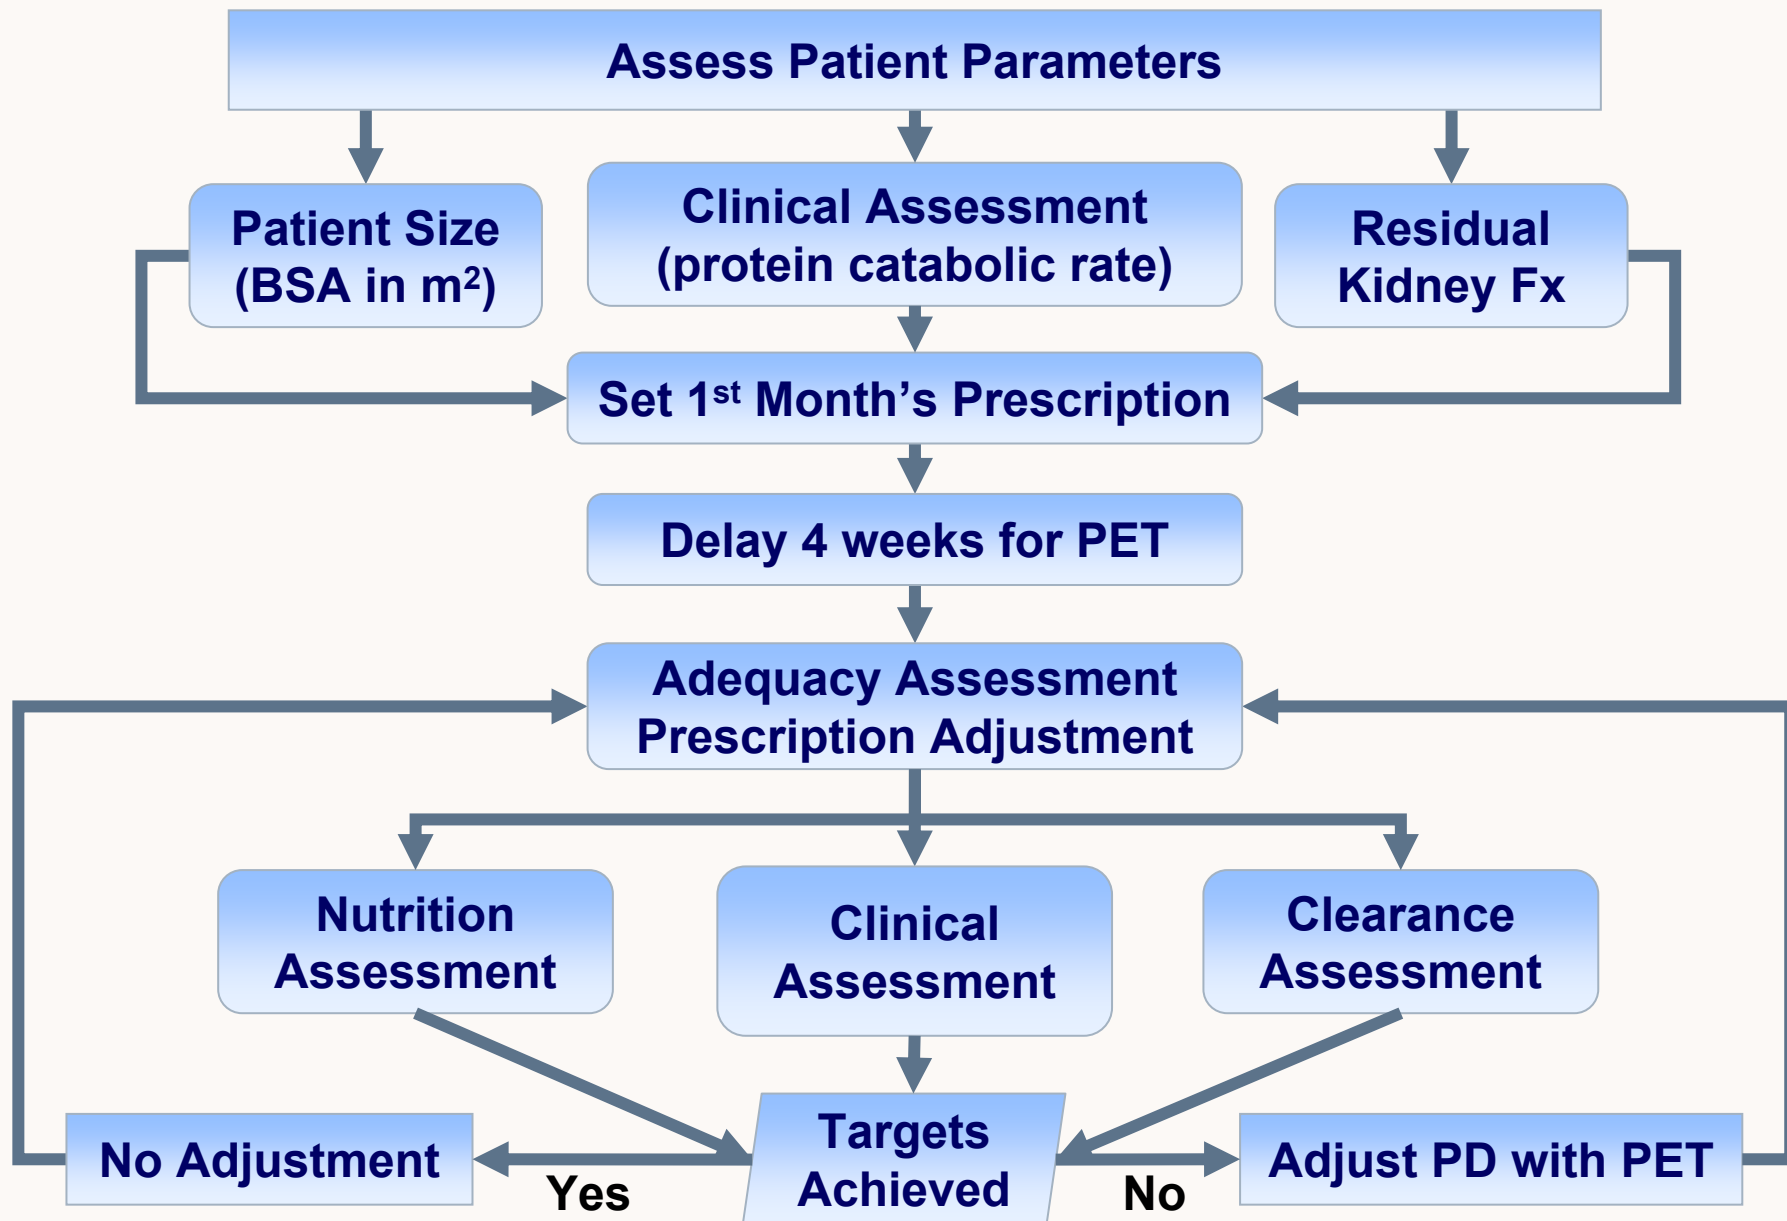 Assess Patient Parameters
Patient Size
(BSA in m²)
Clinical Assessment
(protein catabolic rate)
Residual
Kidney Fx
Set 1st Month’s Prescription
Delay 4 weeks for PET
Adequacy Assessment
Prescription Adjustment
Nutrition
Assessment
Clinical
Assessment
Clearance
Assessment
No Adjustment
Yes
Targets
Achieved
No
Adjust PD with PET